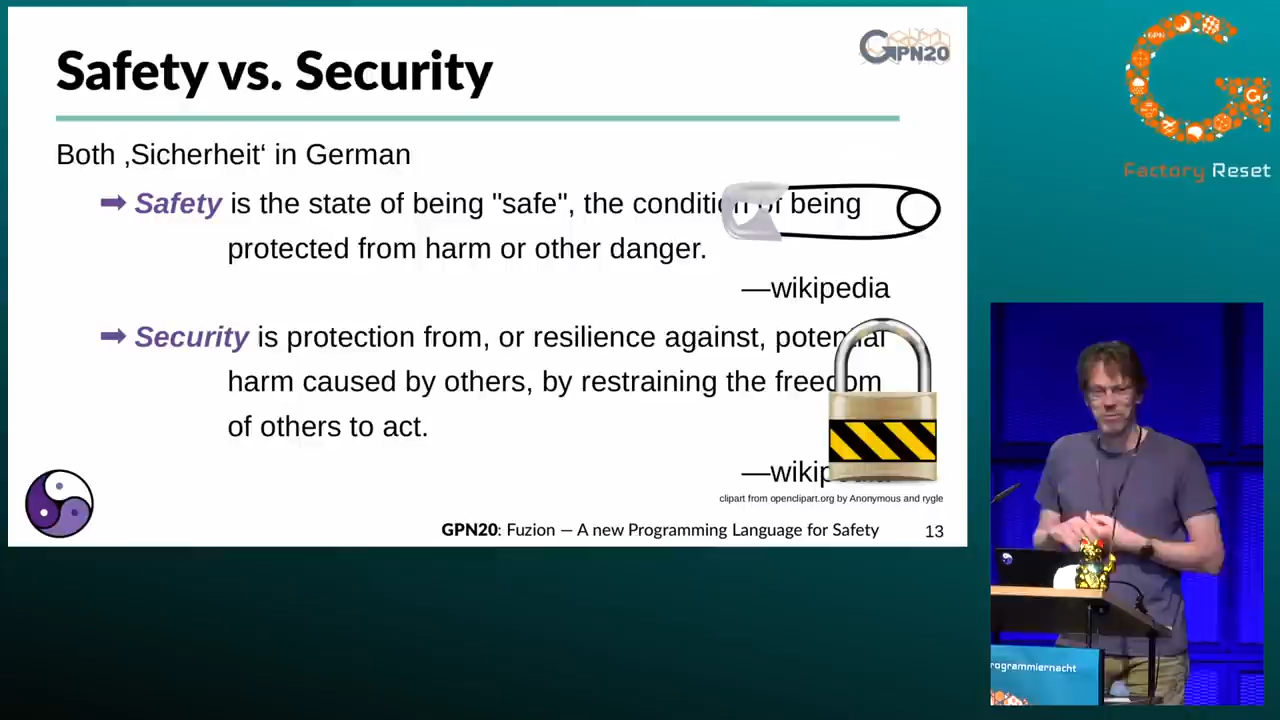 Safety vs. Security
GPN20
Both ‚Sicherheit‘ in German
➡ Safety is the state of being "safe", the condition of being
protected from harm or other danger.
—wikipedia
➡ Security is protection from, or resilience against, potential
harm caused by others, by restraining the freedom
of others to act.
—wikipedia
clipart from openclipart.org by Anonymous and rygle
GPN20: Fuzion — A new Programming Language for Safety
13
Factory Reset
rogrammiernacht